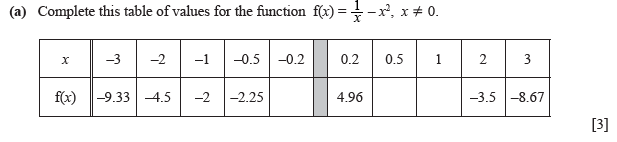 (a) Complete this table of values for the function f(x) = 1/x – x², x ≠ 0.
x –3 –2 –1 –0.5 –0.2 0.2 0.5 1 2 3
f(x) –9.33 –4.5 –2 –2.25 4.96 –3.5 –8.67
[3]